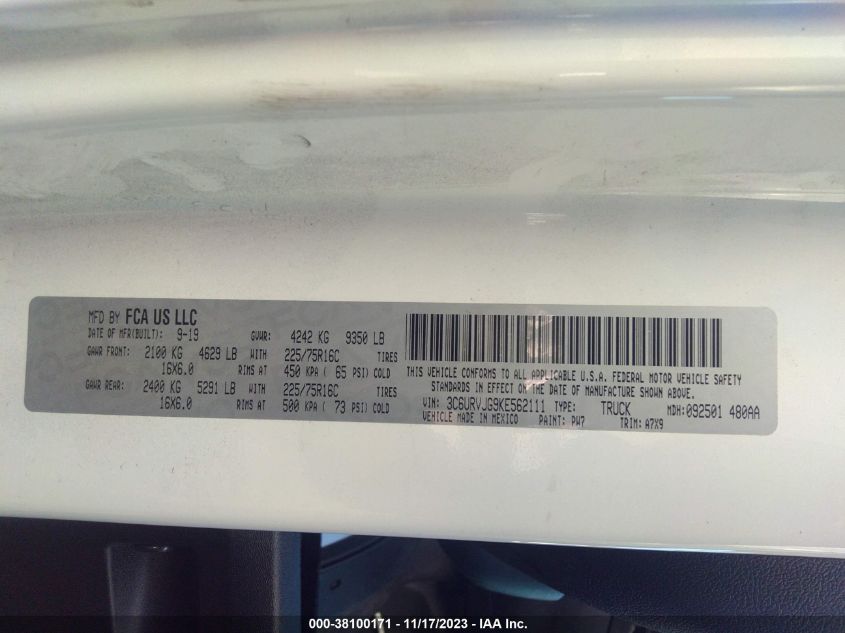 MFD BY FCA US LLC
DATE OF MFR(BUILT): 9-19 GVWR: 4242 KG 9350 LB
GAWR FRONT: 2100 KG 4629 LB WITH 225/75R16C TIRES
16X6.0 RIMS AT 450 KPA ( 65 PSI) COLD
GAWR REAR: 2400 KG 5291 LB WITH 225/75R16C TIRES
16X6.0 RIMS AT 500 KPA ( 73 PSI) COLD
THIS VEHICLE CONFORMS TO ALL APPLICABLE U.S.A. FEDERAL MOTOR VEHICLE SAFETY
STANDARDS IN EFFECT ON THE DATE OF MANUFACTURE SHOWN ABOVE.
VIN: 3C6URVJG9KE562111 TYPE: TRUCK MDH:092501 480AA
VEHICLE MADE IN MEXICO PAINT: PW7 TRIM: A7X9
000-38100171 - 11/17/2023 - IAA Inc.